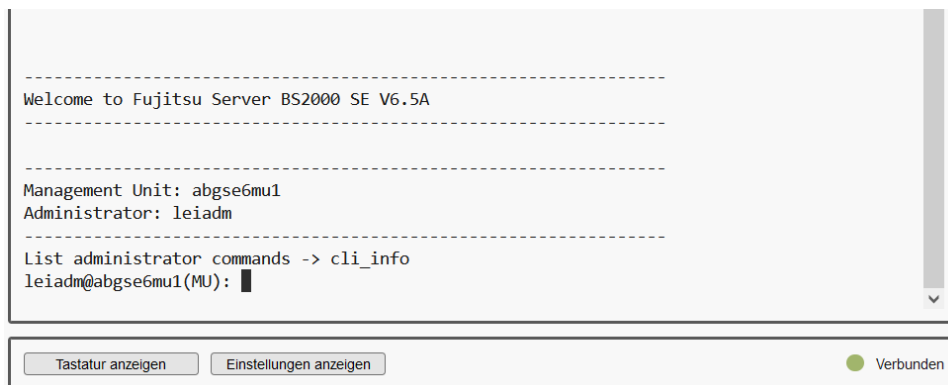 -----------------------------------------------------------------
Welcome to Fujitsu Server BS2000 SE V6.5A
-----------------------------------------------------------------
-----------------------------------------------------------------
Management Unit: abgse6mu1
Administrator: leiadm
-----------------------------------------------------------------
List administrator commands -> cli_info
leiadm@abgse6mu1(MU):
Tastatur anzeigen Einstellungen anzeigen Verbunden